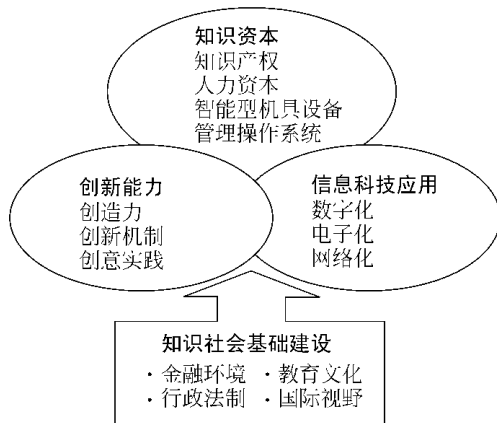 知识资本
知识产权
人力资本
智能型机具设备
管理操作系统
创新能力
创造力
创新机制
创意实践
信息科技应用
数字化
电子化
网络化
知识社会基础建设
·金融环境 ·教育文化
·行政法制 ·国际视野